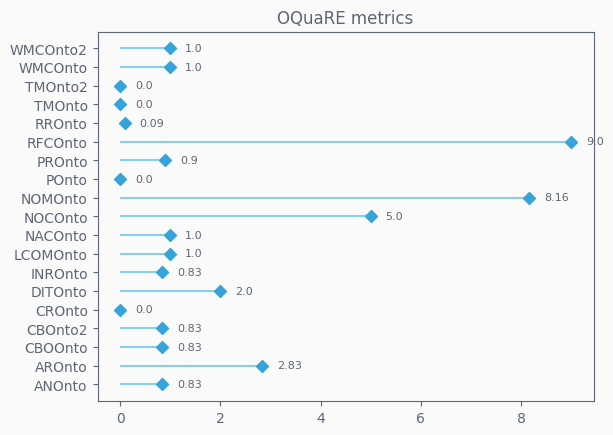 OQuaRE metrics
WMCOnto2 1.0
WMCOnto 1.0
TMOnto2 0.0
TMOnto 0.0
RROnto 0.09
RFCOnto 9.0
PROnto 0.9
POnto 0.0
NOMOnto 8.16
NOCOnto 5.0
NACOnto 1.0
LCOMOnto 1.0
INROnto 0.83
DITOnto 2.0
CROnto 0.0
CBOnto2 0.83
CBOOnto 0.83
AROnto 2.83
ANOnto 0.83
0 2 4 6 8